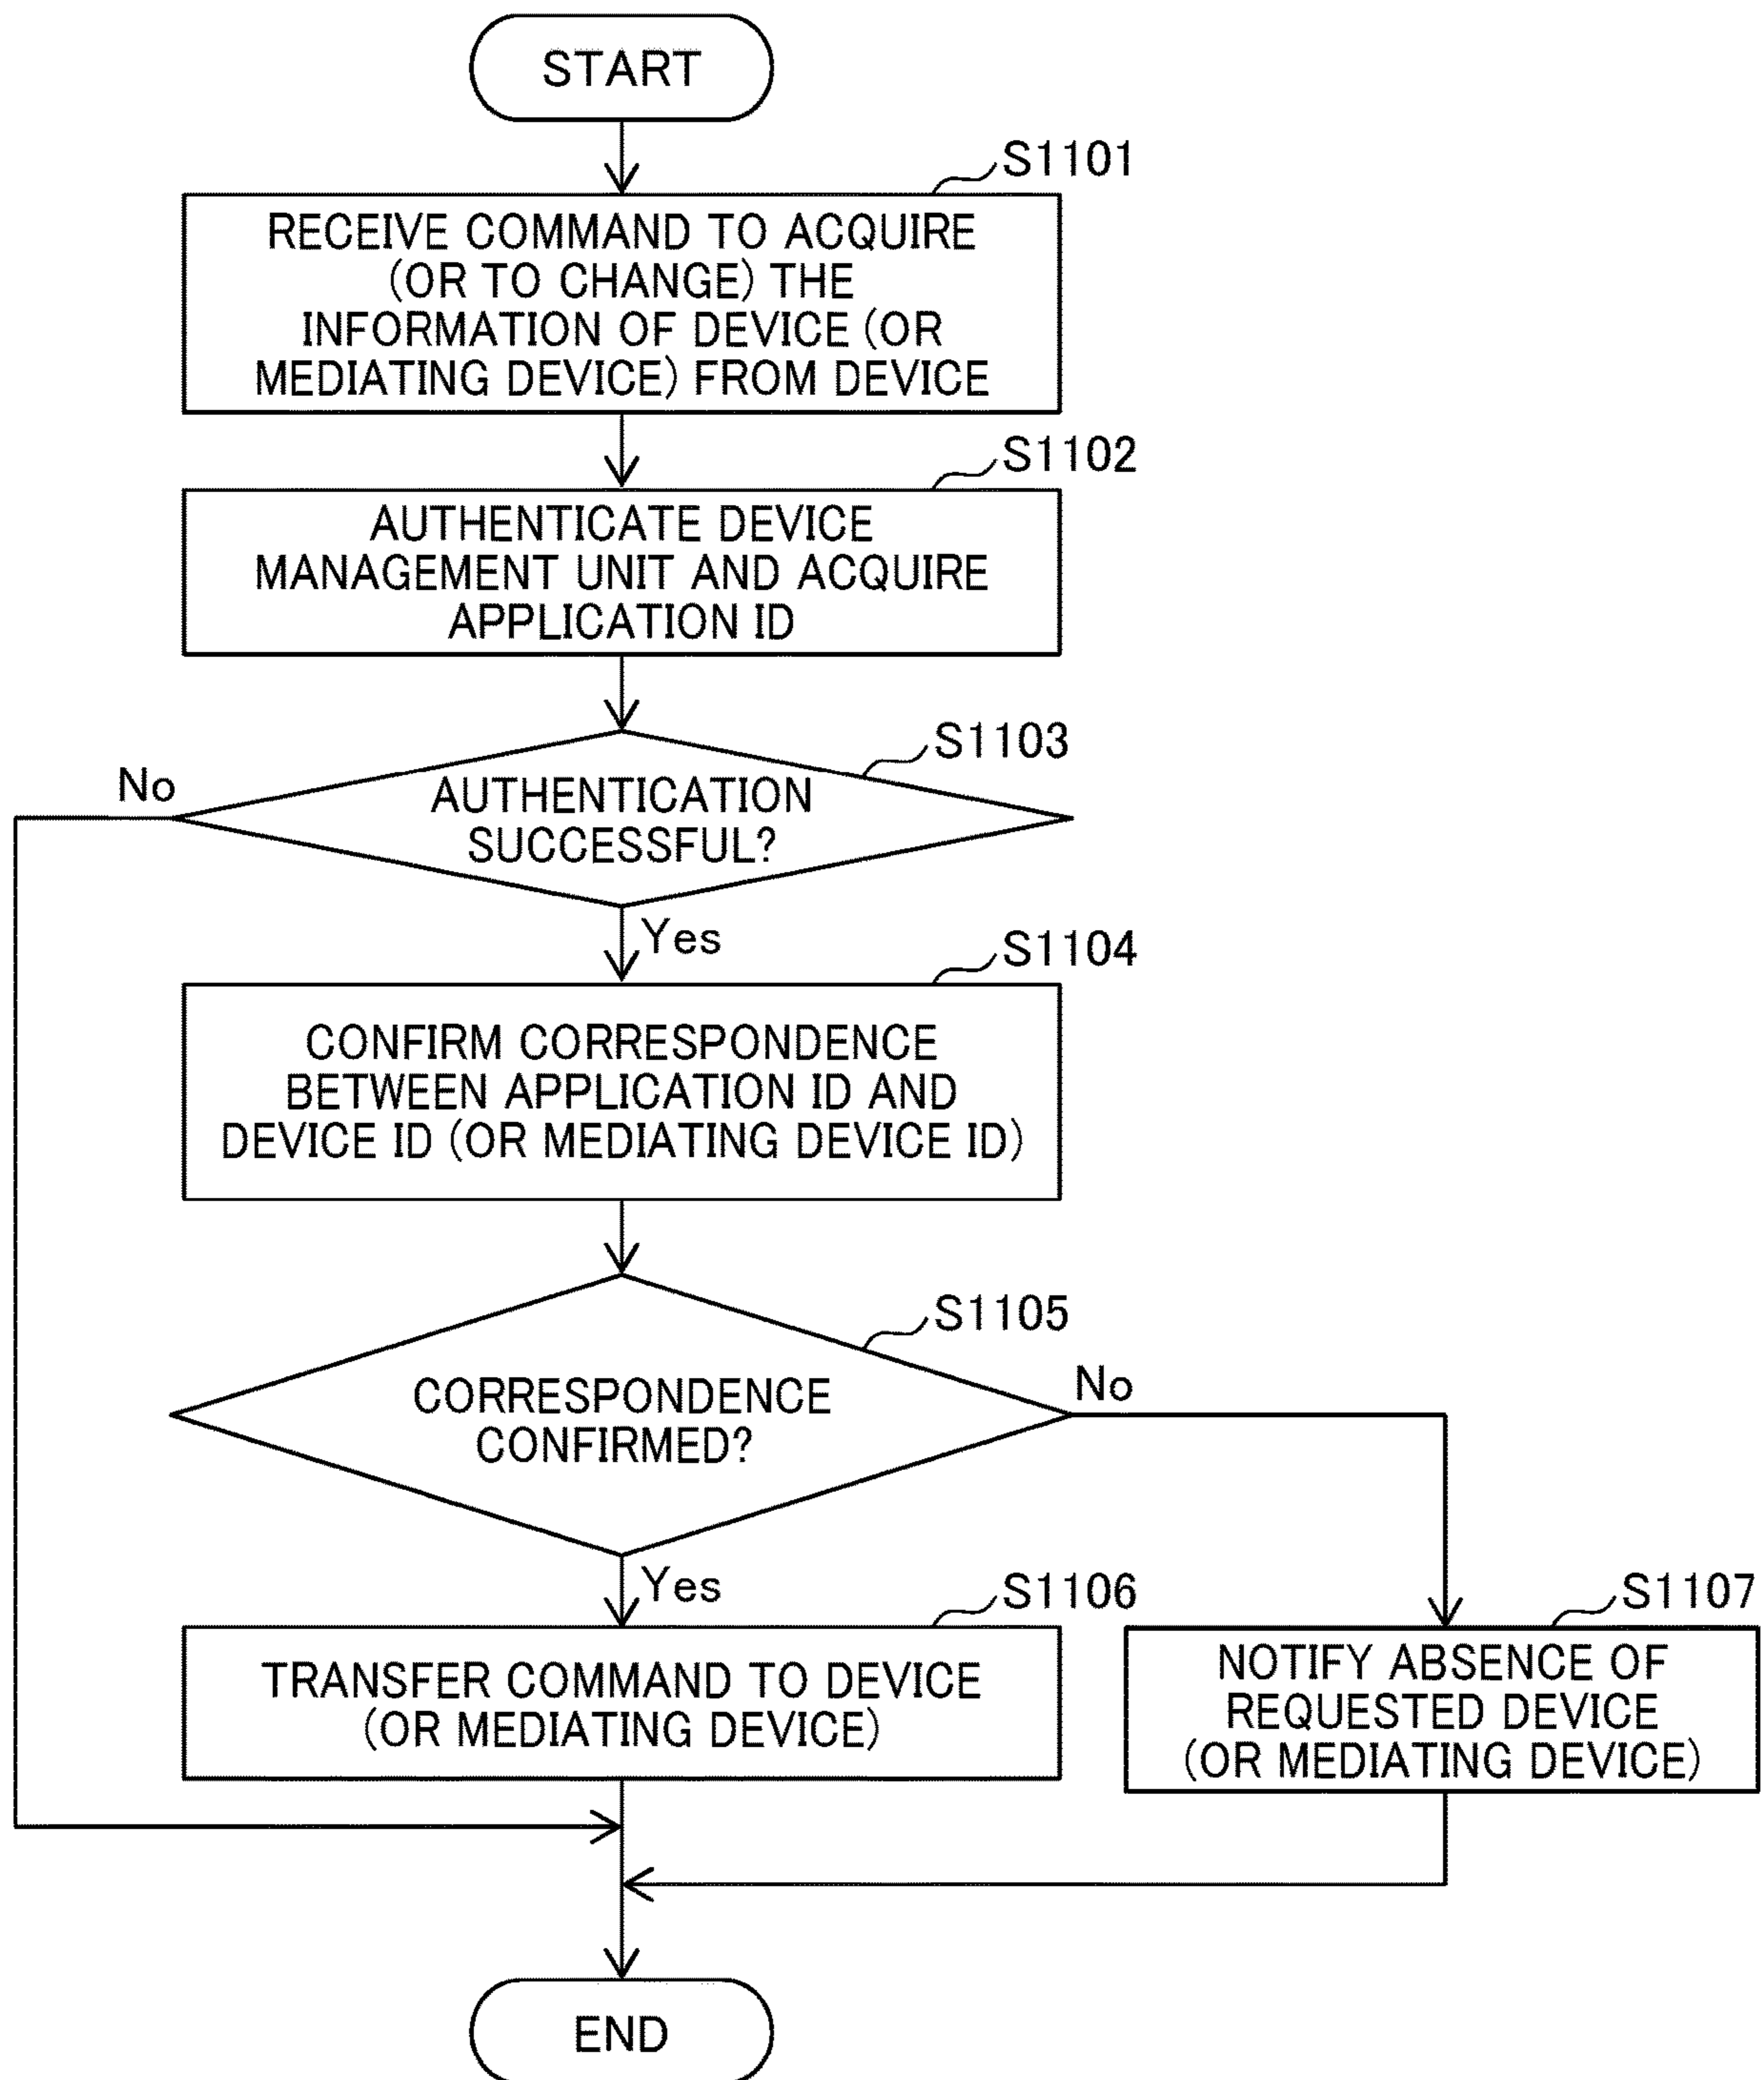 START
S1101
RECEIVE COMMAND TO ACQUIRE
(OR TO CHANGE) THE
INFORMATION OF DEVICE (OR
MEDIATING DEVICE) FROM DEVICE
S1102
AUTHENTICATE DEVICE
MANAGEMENT UNIT AND ACQUIRE
APPLICATION ID
S1103
No
AUTHENTICATION
SUCCESSFUL?
Yes
S1104
CONFIRM CORRESPONDENCE
BETWEEN APPLICATION ID AND
DEVICE ID (OR MEDIATING DEVICE ID)
S1105
No
CORRESPONDENCE
CONFIRMED?
Yes
S1106
TRANSFER COMMAND TO DEVICE
(OR MEDIATING DEVICE)
S1107
NOTIFY ABSENCE OF
REQUESTED DEVICE
(OR MEDIATING DEVICE)
END